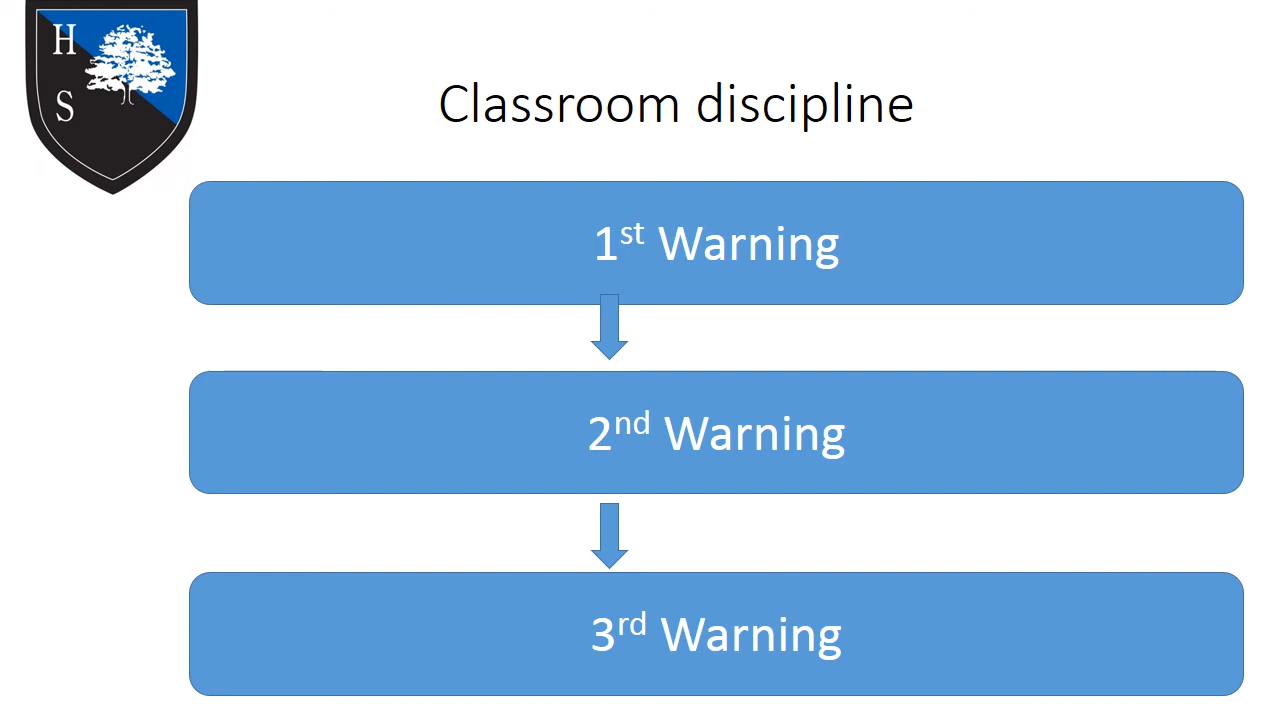 H
S
Classroom discipline
1st Warning
2nd Warning
3rd Warning